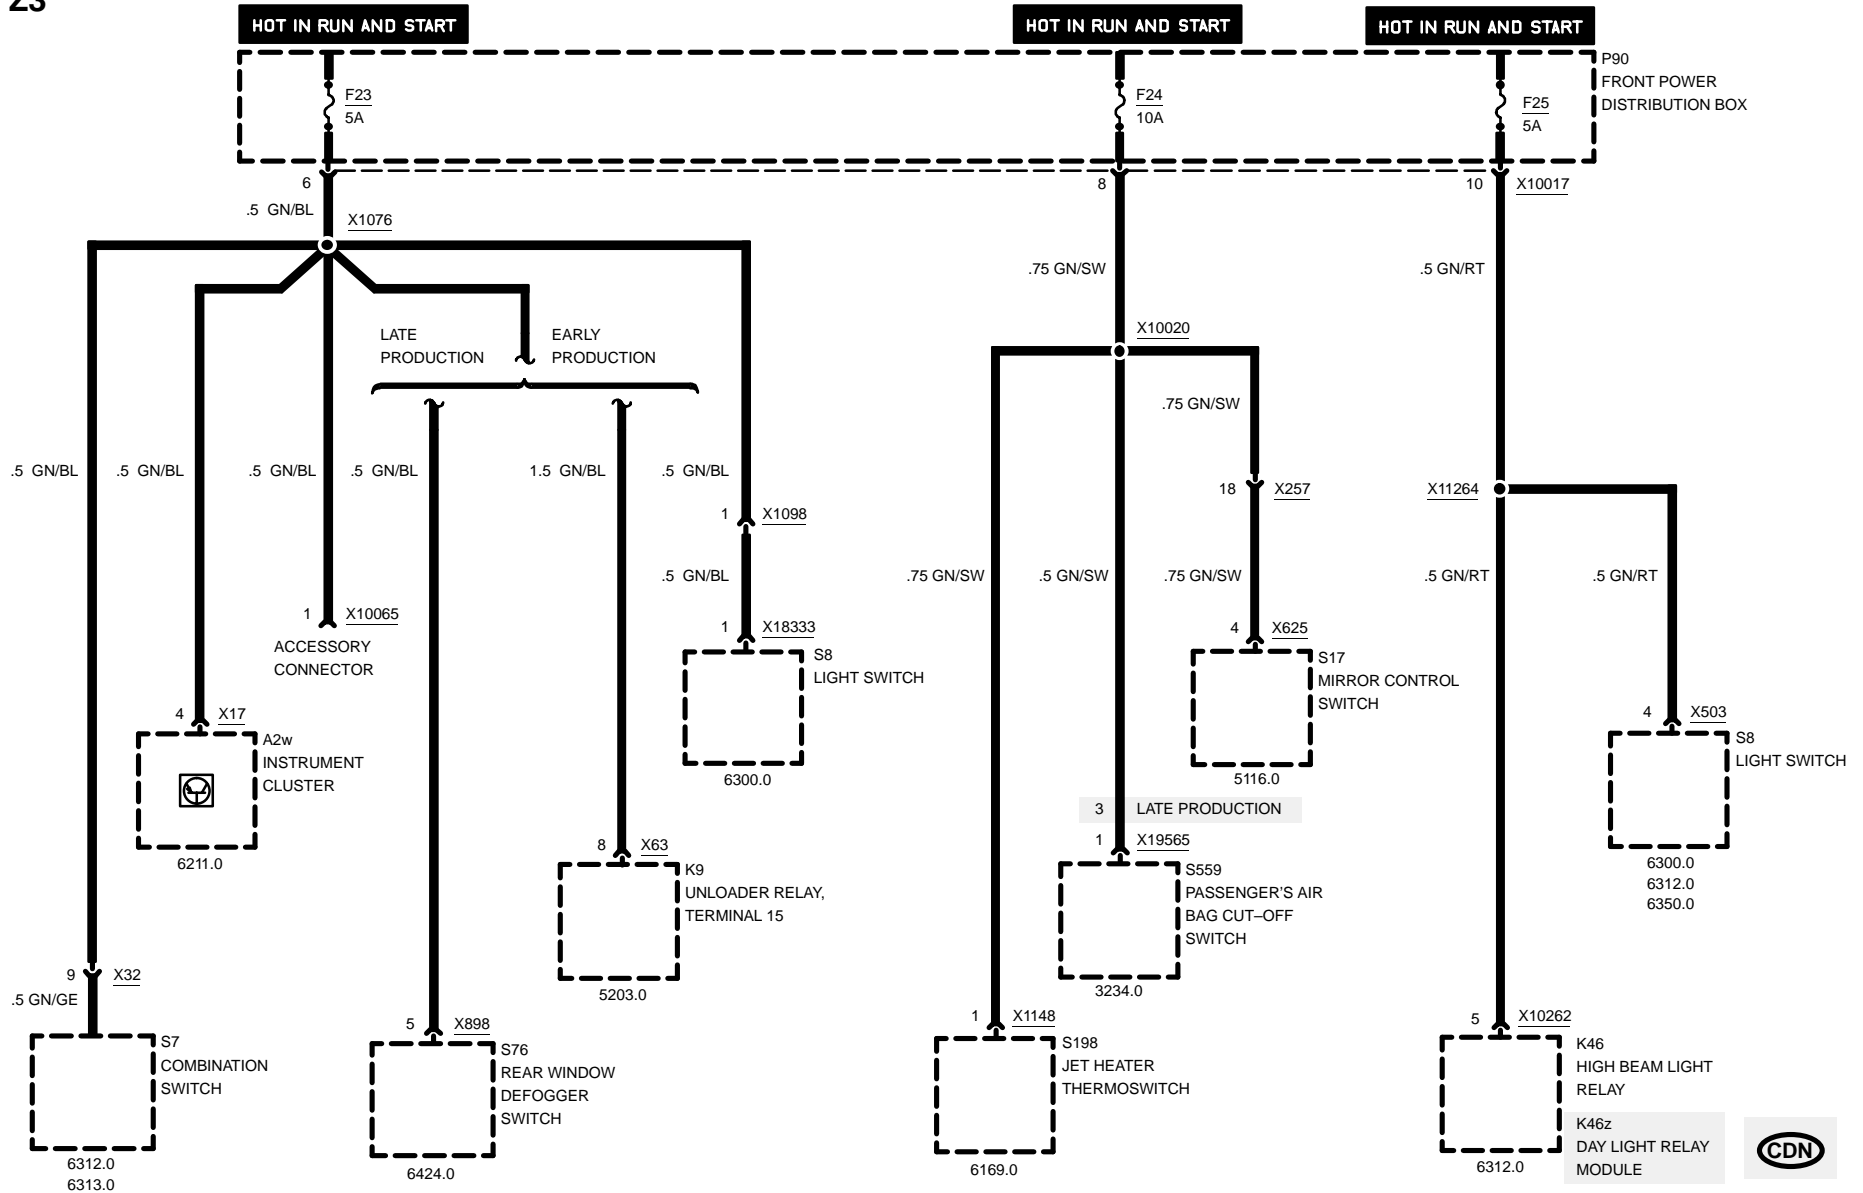 Z3
HOT IN RUN AND START
HOT IN RUN AND START
HOT IN RUN AND START
P90
FRONT POWER
DISTRIBUTION BOX
F23
5A
F24
10A
F25
5A
6
8
10
X10017
.5 GN/BL
X1076
.75 GN/SW
.5 GN/RT
X10020
LATE
PRODUCTION
EARLY
PRODUCTION
.75 GN/SW
.5 GN/BL
.5 GN/BL
.5 GN/BL
.5 GN/BL
1.5 GN/BL
.5 GN/BL
18
X257
X11264
1
X1098
.5 GN/BL
.75 GN/SW
.5 GN/SW
.75 GN/SW
.5 GN/RT
.5 GN/RT
1
X10065
ACCESSORY
CONNECTOR
1
X18333
S8
LIGHT SWITCH
6300.0
4
X625
S17
MIRROR CONTROL
SWITCH
5116.0
4
X17
A2w
INSTRUMENT
CLUSTER
6211.0
4
X503
S8
LIGHT SWITCH
6300.0
6312.0
6350.0
3
LATE PRODUCTION
1
X19565
S559
PASSENGER'S AIR
BAG CUT–OFF
SWITCH
3234.0
8
X63
K9
UNLOADER RELAY,
TERMINAL 15
5203.0
9
X32
.5 GN/GE
S7
COMBINATION
SWITCH
6312.0
6313.0
5
X898
S76
REAR WINDOW
DEFOGGER
SWITCH
6424.0
1
X1148
S198
JET HEATER
THERMOSWITCH
6169.0
5
X10262
K46
HIGH BEAM LIGHT
RELAY
K46z
DAY LIGHT RELAY
MODULE
6312.0
CDN